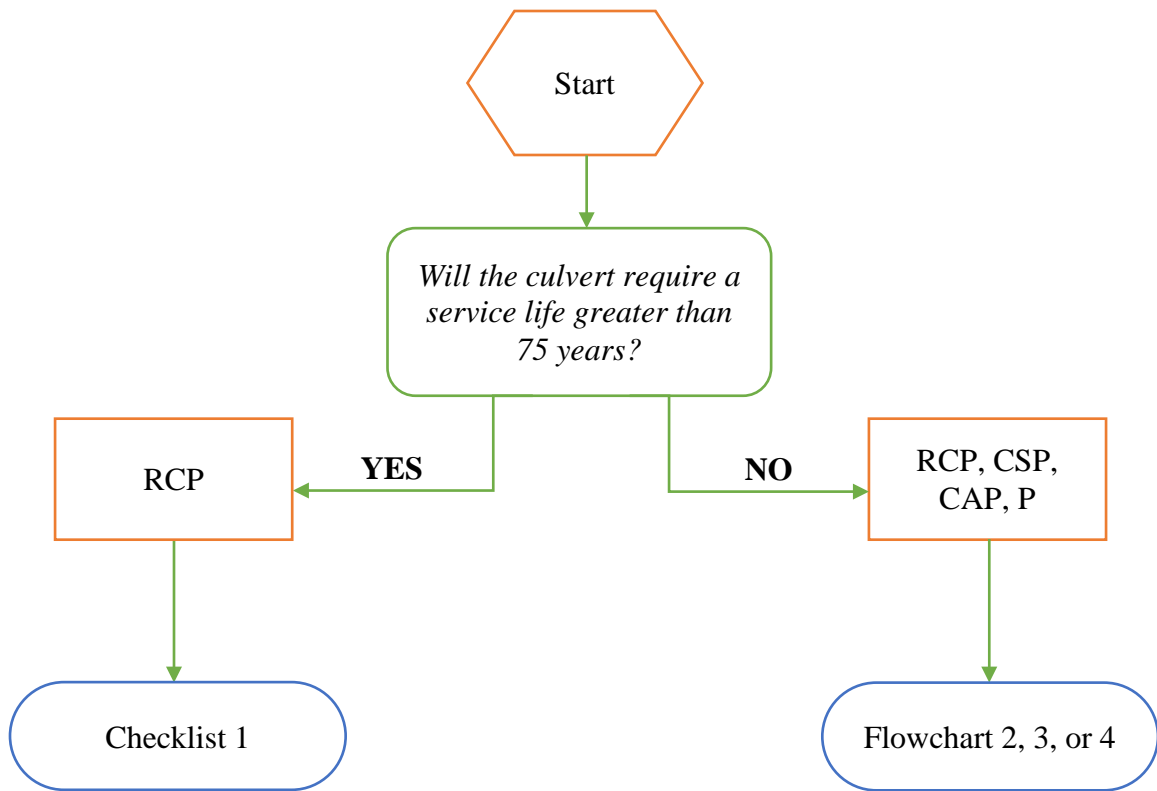 Start
Will the culvert require a
service life greater than
75 years?
YES
NO
RCP
RCP, CSP,
CAP, P
Checklist 1
Flowchart 2, 3, or 4